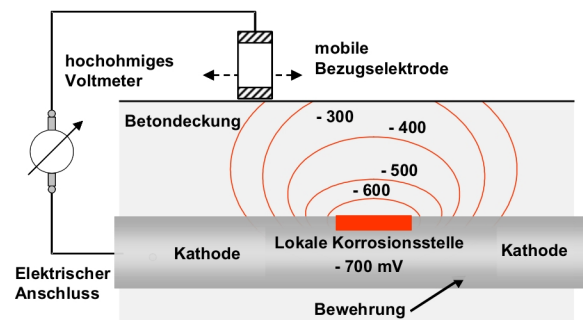 hochohmiges
Voltmeter
mobile
Bezugselektrode
Betondeckung
- 300
- 400
- 500
- 600
Lokale Korrosionsstelle
- 700 mV
Kathode
Kathode
Elektrischer
Anschluss
Bewehrung